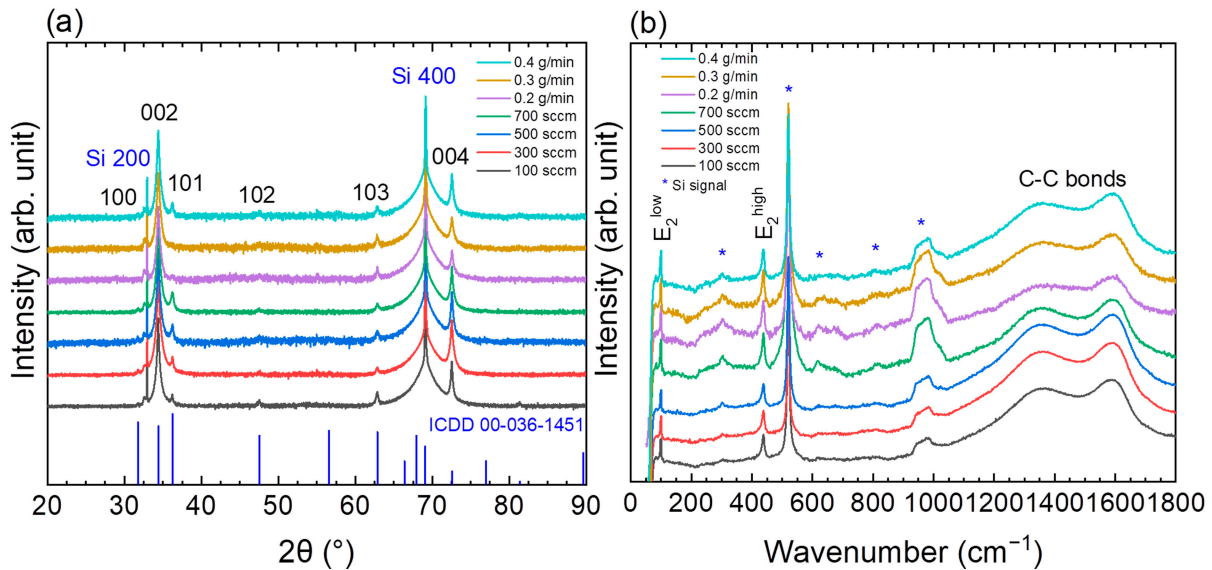 (a)
Intensity (arb. unit)
0.4 g/min
0.3 g/min
0.2 g/min
700 sccm
500 sccm
300 sccm
100 sccm
Si 400
002
Si 200
004
100
101
102
103
ICDD 00-036-1451
20 30 40 50 60 70 80 90
2θ (°)
(b)
Intensity (arb. unit)
0.4 g/min
0.3 g/min
0.2 g/min
700 sccm
500 sccm
300 sccm
100 sccm
* Si signal
E₂ˡᵒʷ
E₂ʰⁱᵍʰ
*
*
*
*
*
C-C bonds
0 200 400 600 800 1000 1200 1400 1600 1800
Wavenumber (cm⁻¹)